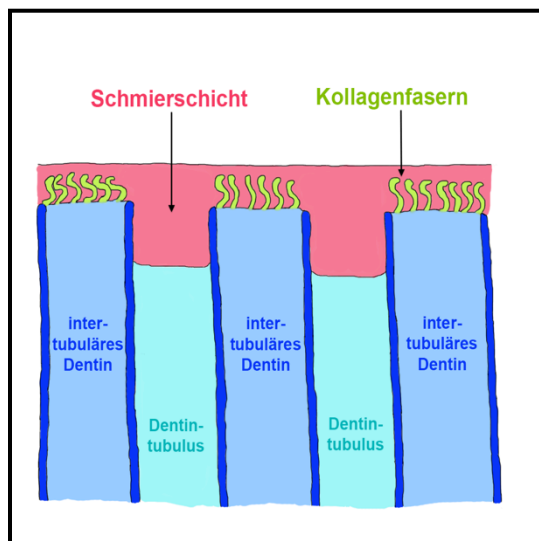 Schmierschicht
Kollagenfasern
inter-
tubuläres
Dentin
inter-
tubuläres
Dentin
inter-
tubuläres
Dentin
Dentin-
tubulus
Dentin-
tubulus